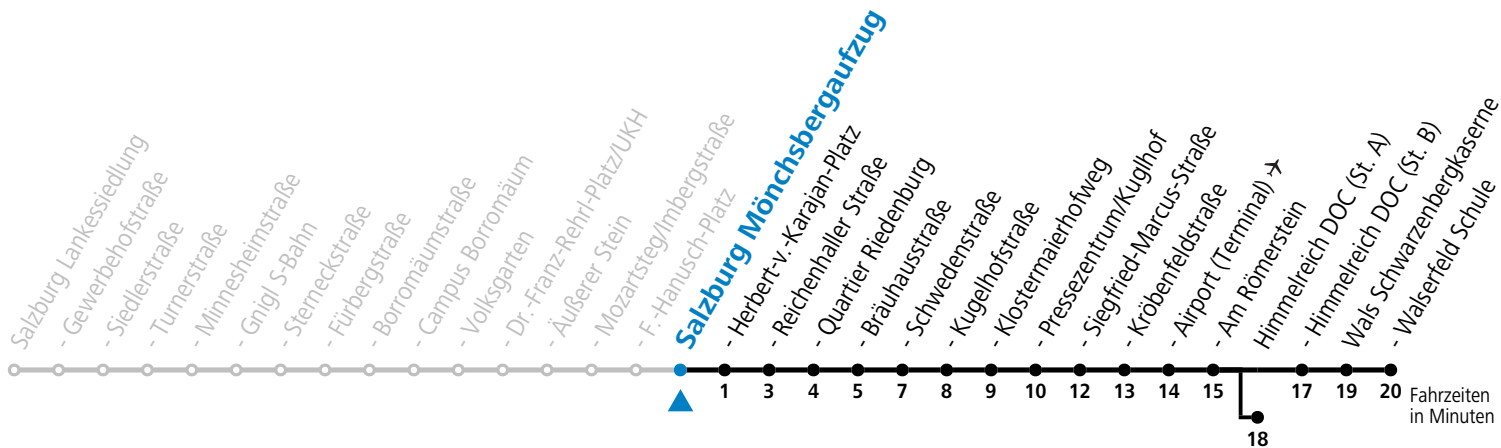 Salzburg Lankessiedlung
- Gewerbehofstraße
- Siedlerstraße
- Turnerstraße
- Minnesheimstraße
- Gnigl S-Bahn
- Sterneckstraße
- Fürbergstraße
- Borromäumstraße
- Campus Borromäum
- Volksgarten
- Dr.-Franz-Rehrl-Platz/UKH
- Äußerer Stein
- Mozartsteg/Imbergstraße
- F.-Hanusch-Platz
Salzburg Mönchsbergaufzug
- Herbert-v.-Karajan-Platz
- Reichenhaller Straße
- Quartier Riedenburg
- Bräuhausstraße
- Schwedenstraße
- Kugelhofstraße
- Klostermaierhofweg
- Pressezentrum/Kuglhof
- Siegfried-Marcus-Straße
- Kröbenfeldstraße
- Airport (Terminal)
- Am Römerstein
Himmelreich DOC (St. A)
- Himmelreich DOC (St. B)
Wals Schwarzenbergkaserne
- Walserfeld Schule
1 3 4 5 7 8 9 10 12 13 14 15 17 19 20
Fahrzeiten
in Minuten
18